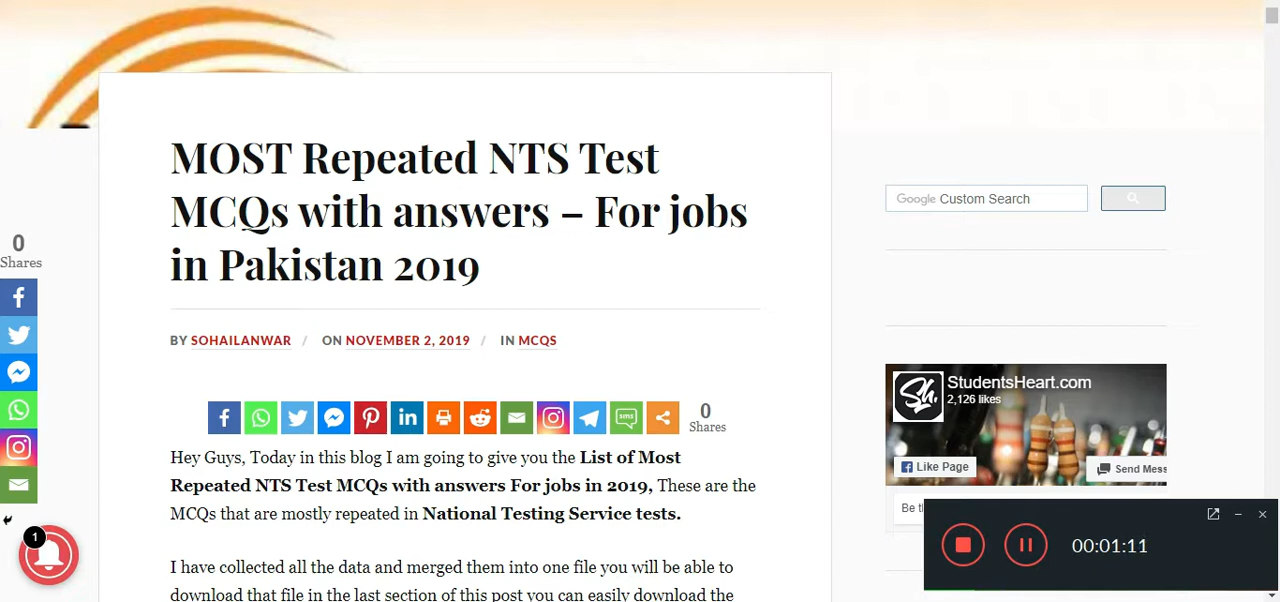 MOST Repeated NTS Test
MCQs with answers – For jobs
in Pakistan 2019
BY SOHAILANWAR / ON NOVEMBER 2, 2019 / IN MCQS
0
Shares
0
Shares
Hey Guys, Today in this blog I am going to give you the List of Most
Repeated NTS Test MCQs with answers For jobs in 2019, These are the
MCQs that are mostly repeated in National Testing Service tests.
I have collected all the data and merged them into one file you will be able to
download that file in the last section of this post you can easily download the
sms
1
Google Custom Search
Sh.
StudentsHeart.com
2,126 likes
Like Page
Send Mess
Be th
00:01:11